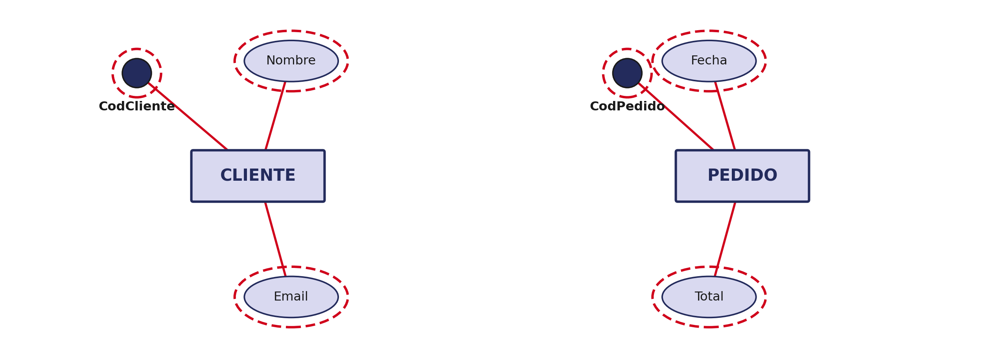 Nombre
Fecha
CodCliente
CodPedido
CLIENTE
PEDIDO
Email
Total